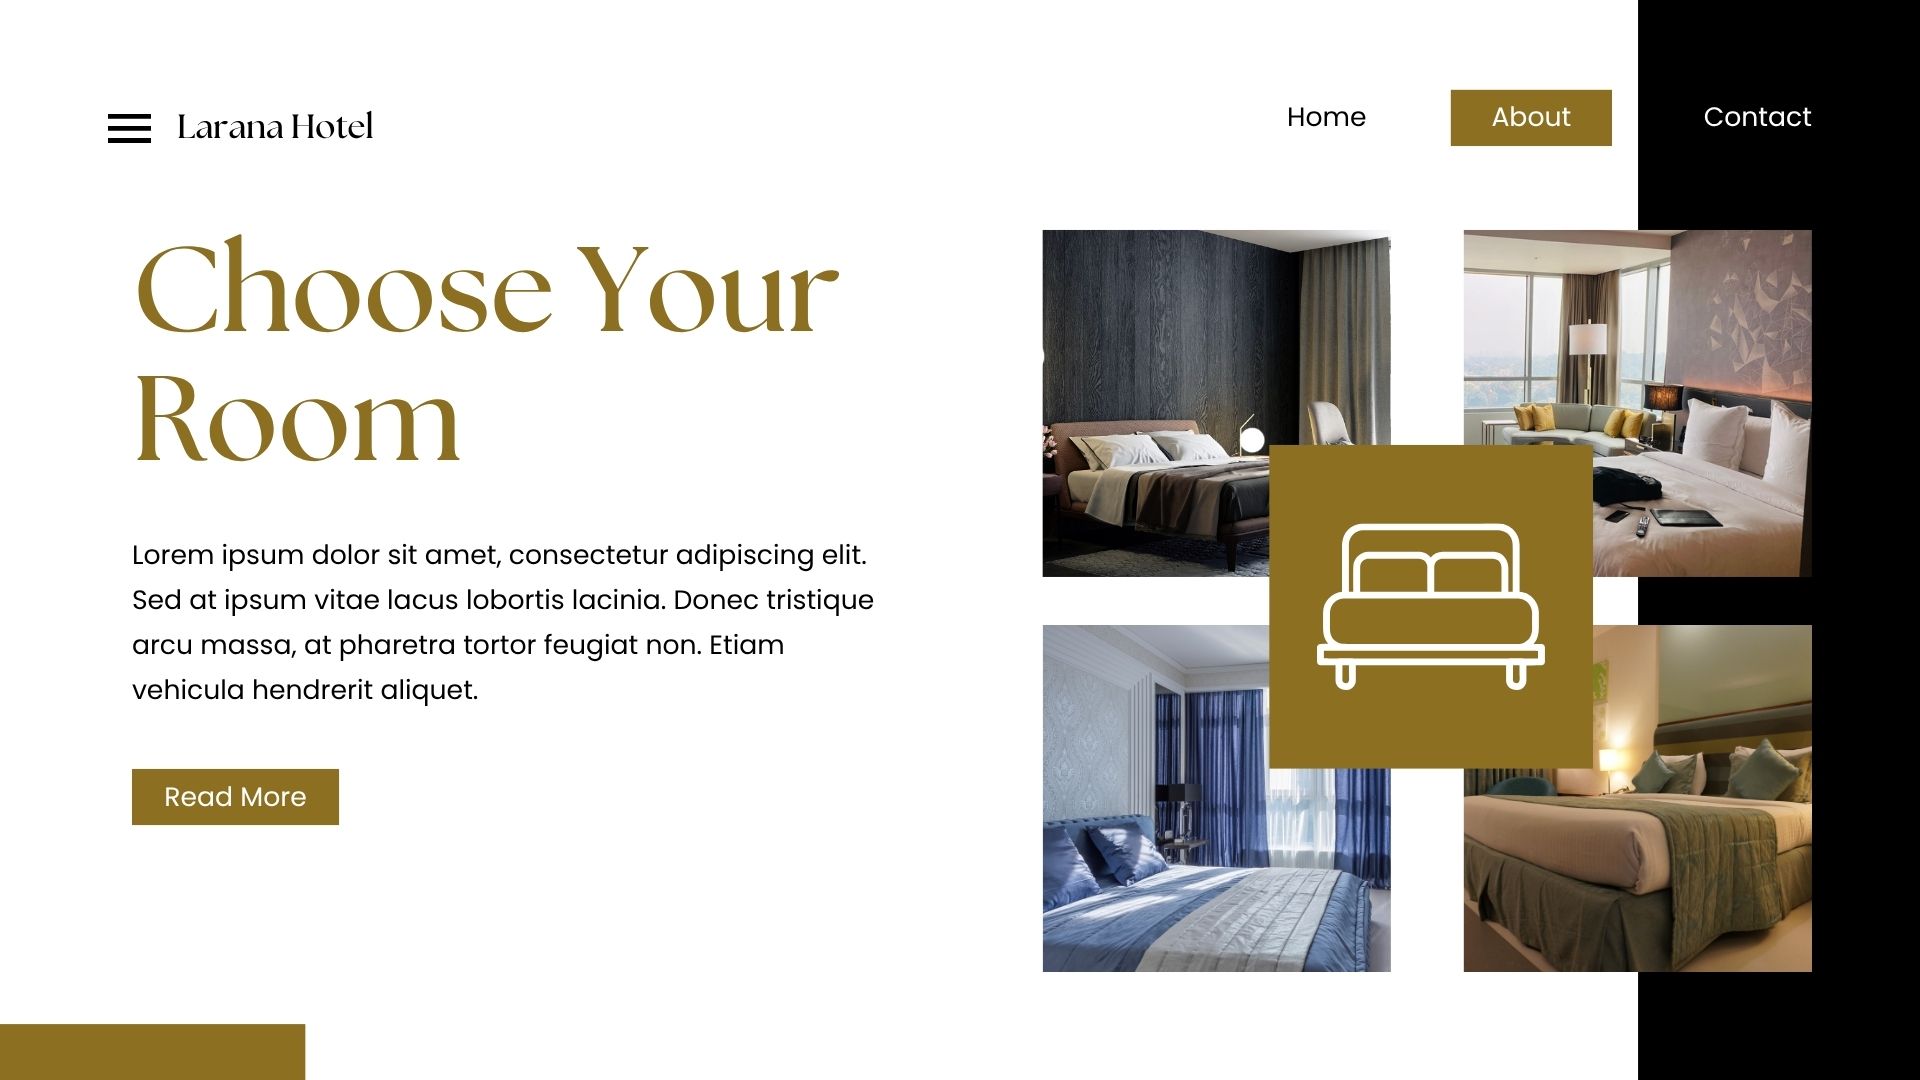 Larana Hotel
Home
About
Contact
Choose Your
Room
Lorem ipsum dolor sit amet, consectetur adipiscing elit.
Sed at ipsum vitae lacus lobortis lacinia. Donec tristique
arcu massa, at pharetra tortor feugiat non. Etiam
vehicula hendrerit aliquet.
Read More